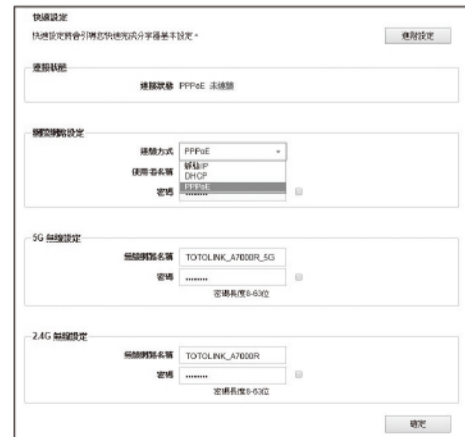 快速設定
快速設定將會引導您快速完成分享器基本設定。
進階設定
連接狀態
連接狀態 PPPoE 未連線
網際網路設定
連線方式 PPPoE
靜態IP
DHCP
使用者名稱
PPPoE
密碼 ........
5G 無線設定
無線網路名稱 TOTOLINK_A7000R_5G
密碼 ........
密碼長度8-63位
2.4G 無線設定
無線網路名稱 TOTOLINK_A7000R
密碼 ........
密碼長度8-63位
確定